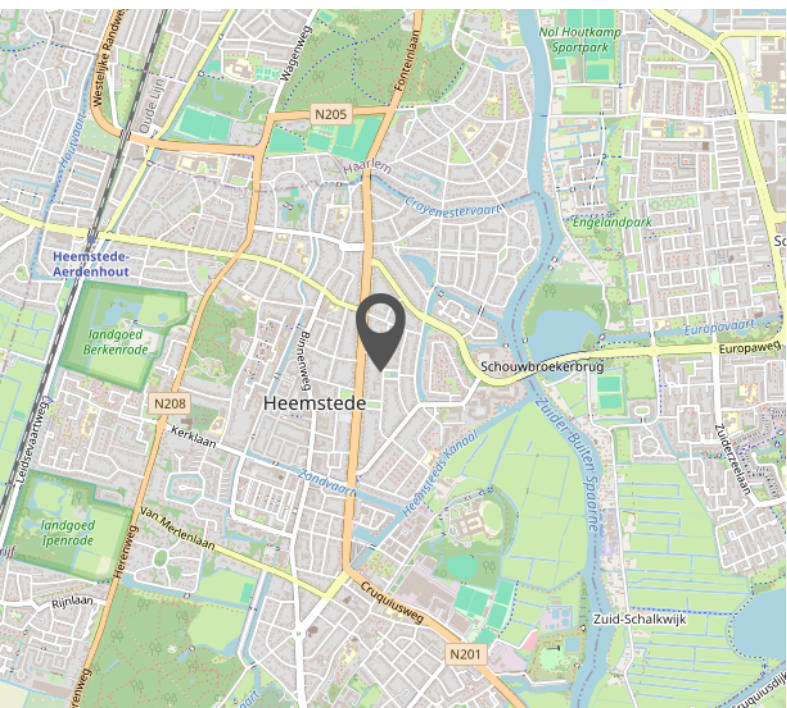 Nol Houtkamp
Sportpark
Westelijke Randweg
Wagenweg
Fonteinlaan
Oude Lijn
N205
Houtvaart
Haarlem
Crayenestervaart
Engelandpark
Heemstede-
Aerdenhout
Europavaart
landgoed
Berkenrode
Binnenweg
Europaweg
Schouwbroekerbrug
N208
Heemstede
Leidsevaartweg
Kerklaan
Zuider Buiten Spaarne
Zuiderzeelaan
Heemsteeds Kanaal
Zandvaart
landgoed
Ipenrode
Van Merlenlaan
Herenweg
Rijnlaan
Cruquiusweg
Zuid-Schalkwijk
N201